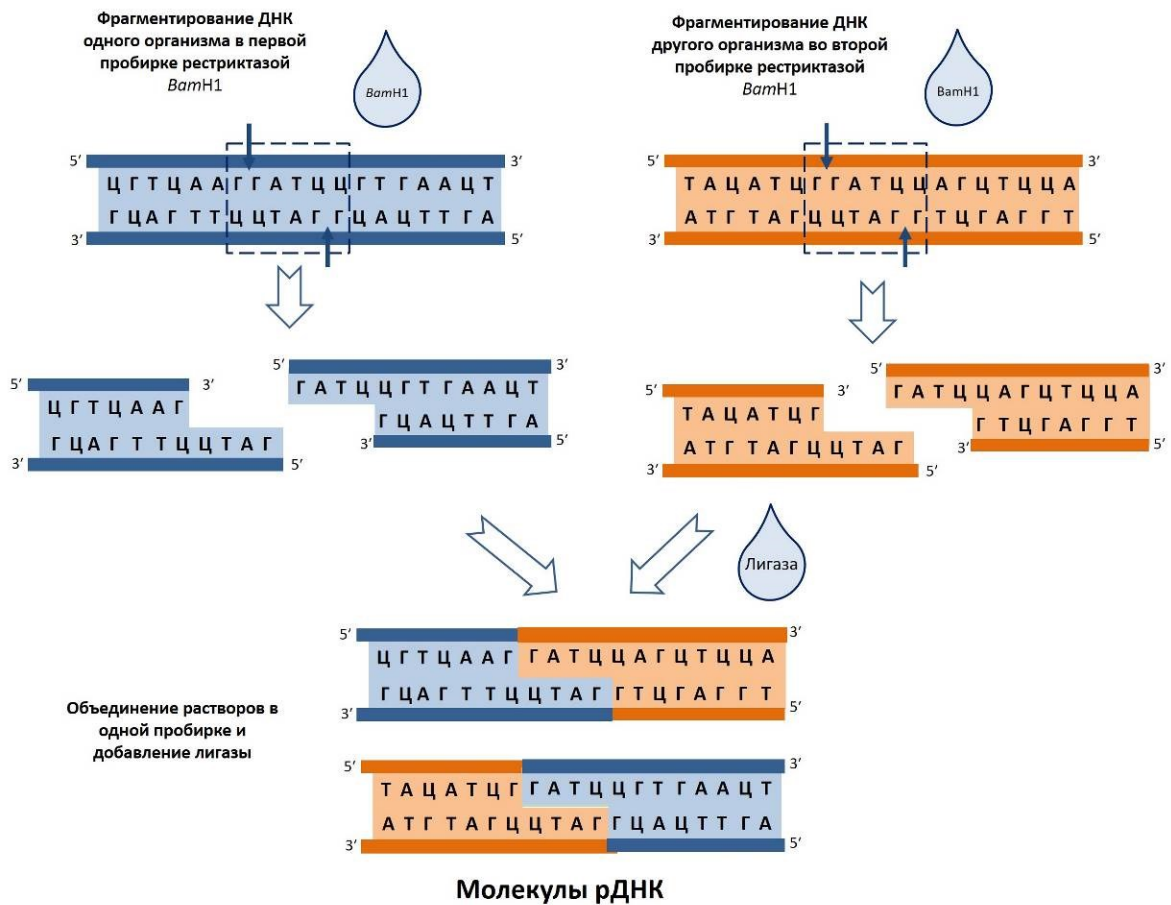 Фрагментирование ДНК
одного организма в первой
пробирке рестриктазой
BamH1
BamH1
Фрагментирование ДНК
другого организма во второй
пробирке рестриктазой
BamH1
BamH1
5′ 3′
Ц Г Т Ц А А Г Г А Т Ц Ц Г Т Г А А Ц Т
Г Ц А Г Т Т Ц Ц Т А Г Г Ц А Ц Т Т Г А
3′ 5′
5′ 3′
Т А Ц А Т Ц Г Г А Т Ц Ц А Г Ц Т Ц Ц А
А Т Г Т А Г Ц Ц Т А Г Г Т Ц Г А Г Г Т
3′ 5′
5′ 3′
Ц Г Т Ц А А Г
Г Ц А Г Т Т Ц Ц Т А Г
3′ 5′
5′ 3′
Г А Т Ц Ц Г Т Г А А Ц Т
Г Ц А Ц Т Т Г А
3′ 5′
5′ 3′
Т А Ц А Т Ц Г
А Т Г Т А Г Ц Ц Т А Г
3′ 5′
5′ 3′
Г А Т Ц Ц А Г Ц Т Ц Ц А
Г Т Ц Г А Г Г Т
3′ 5′
Лигаза
Объединение растворов в
одной пробирке и
добавление лигазы
5′ 3′
Ц Г Т Ц А А Г Г А Т Ц Ц А Г Ц Т Ц Ц А
Г Ц А Г Т Т Ц Ц Т А Г Г Т Ц Г А Г Г Т
3′ 5′
5′ 3′
Т А Ц А Т Ц Г Г А Т Ц Ц Г Т Г А А Ц Т
А Т Г Т А Г Ц Ц Т А Г Г Ц А Ц Т Т Г А
3′ 5′
Молекулы рДНК